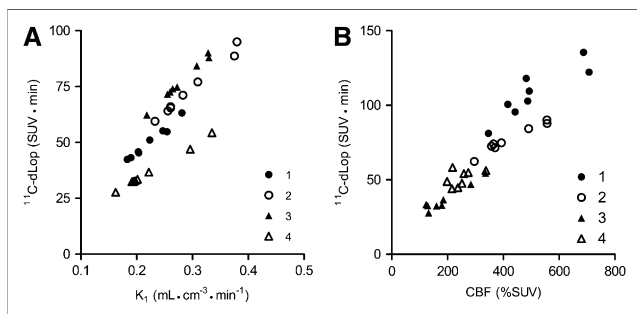 A
B
100
75
50
25
0
¹¹C-dLop (SUV • min)
0.1 0.2 0.3 0.4 0.5
K₁ (mL • cm⁻³ • min⁻¹)
1
2
3
4
150
100
50
0
¹¹C-dLop (SUV • min)
0 200 400 600 800
CBF (%SUV)
1
2
3
4